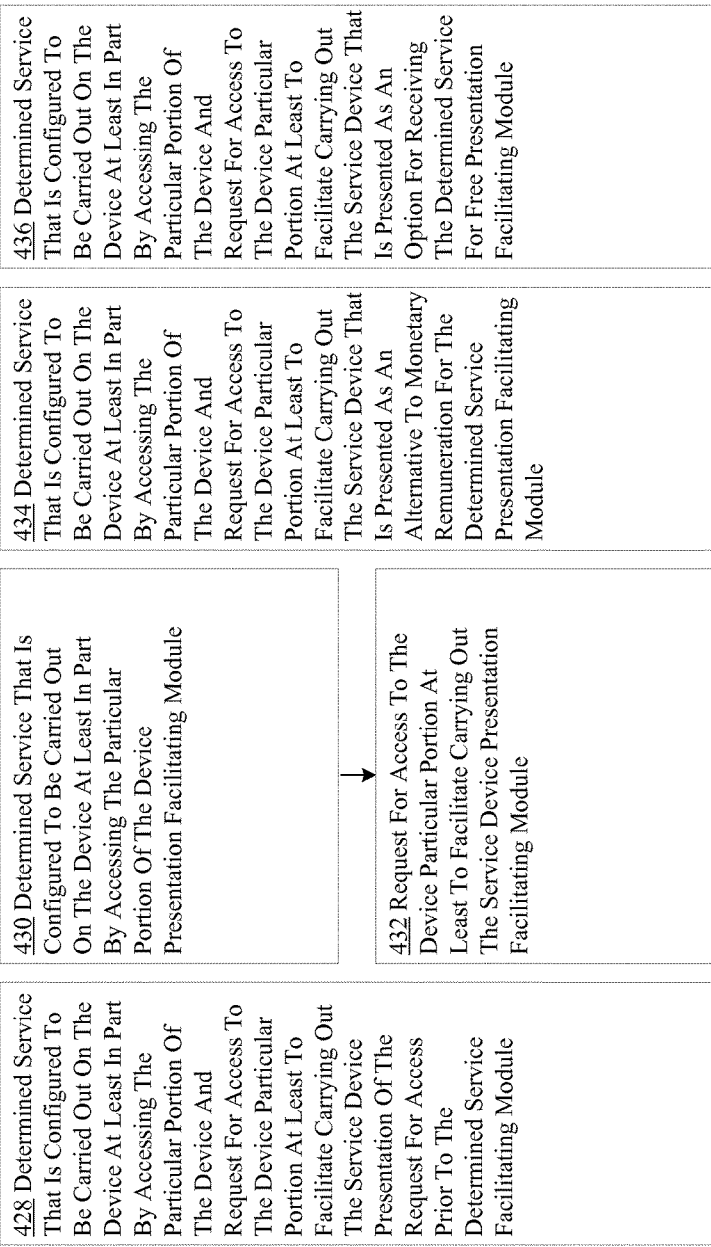 428 Determined Service
That Is Configured To
Be Carried Out On The
Device At Least In Part
By Accessing The
Particular Portion Of
The Device And
Request For Access To
The Device Particular
Portion At Least To
Facilitate Carrying Out
The Service Device
Presentation Of The
Request For Access
Prior To The
Determined Service
Facilitating Module
430 Determined Service That Is
Configured To Be Carried Out
On The Device At Least In Part
By Accessing The Particular
Portion Of The Device
Presentation Facilitating Module
432 Request For Access To The
Device Particular Portion At
Least To Facilitate Carrying Out
The Service Device Presentation
Facilitating Module
434 Determined Service
That Is Configured To
Be Carried Out On The
Device At Least In Part
By Accessing The
Particular Portion Of
The Device And
Request For Access To
The Device Particular
Portion At Least To
Facilitate Carrying Out
The Service Device That
Is Presented As An
Alternative To Monetary
Remuneration For The
Determined Service
Presentation Facilitating
Module
436 Determined Service
That Is Configured To
Be Carried Out On The
Device At Least In Part
By Accessing The
Particular Portion Of
The Device And
Request For Access To
The Device Particular
Portion At Least To
Facilitate Carrying Out
The Service Device That
Is Presented As An
Option For Receiving
The Determined Service
For Free Presentation
Facilitating Module